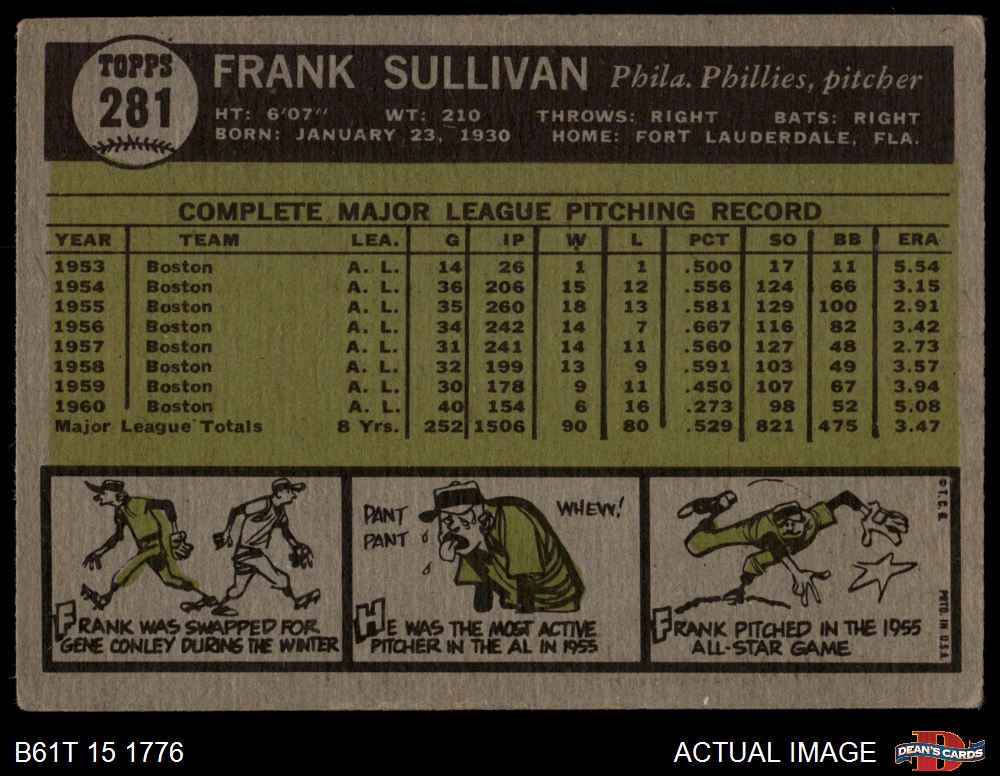 TOPPS
281
FRANK SULLIVAN Phila. Phillies, pitcher
HT: 6'07" WT: 210 THROWS: RIGHT BATS: RIGHT
BORN: JANUARY 23, 1930 HOME: FORT LAUDERDALE, FLA.
COMPLETE MAJOR LEAGUE PITCHING RECORD
YEAR TEAM LEA. G IP W L PCT SO BB ERA
1953 Boston A. L. 14 26 1 1 .500 17 11 5.54
1954 Boston A. L. 36 206 15 12 .556 124 66 3.15
1955 Boston A. L. 35 260 18 13 .581 129 100 2.91
1956 Boston A. L. 34 242 14 7 .667 116 82 3.42
1957 Boston A. L. 31 241 14 11 .560 127 48 2.73
1958 Boston A. L. 32 199 13 9 .591 103 49 3.57
1959 Boston A. L. 30 178 9 11 .450 107 67 3.94
1960 Boston A. L. 40 154 6 16 .273 98 52 5.08
Major League Totals 8 Yrs. 252 1506 90 80 .529 821 475 3.47
FRANK WAS SWAPPED FOR
GENE CONLEY DURING THE WINTER
PANT
PANT
WHEW!
HE WAS THE MOST ACTIVE
PITCHER IN THE AL IN 1955
FRANK PITCHED IN THE 1955
ALL-STAR GAME
© T.C.G. PRTD. IN U.S.A.
B61T 15 1776
ACTUAL IMAGE
DEAN'S CARDS